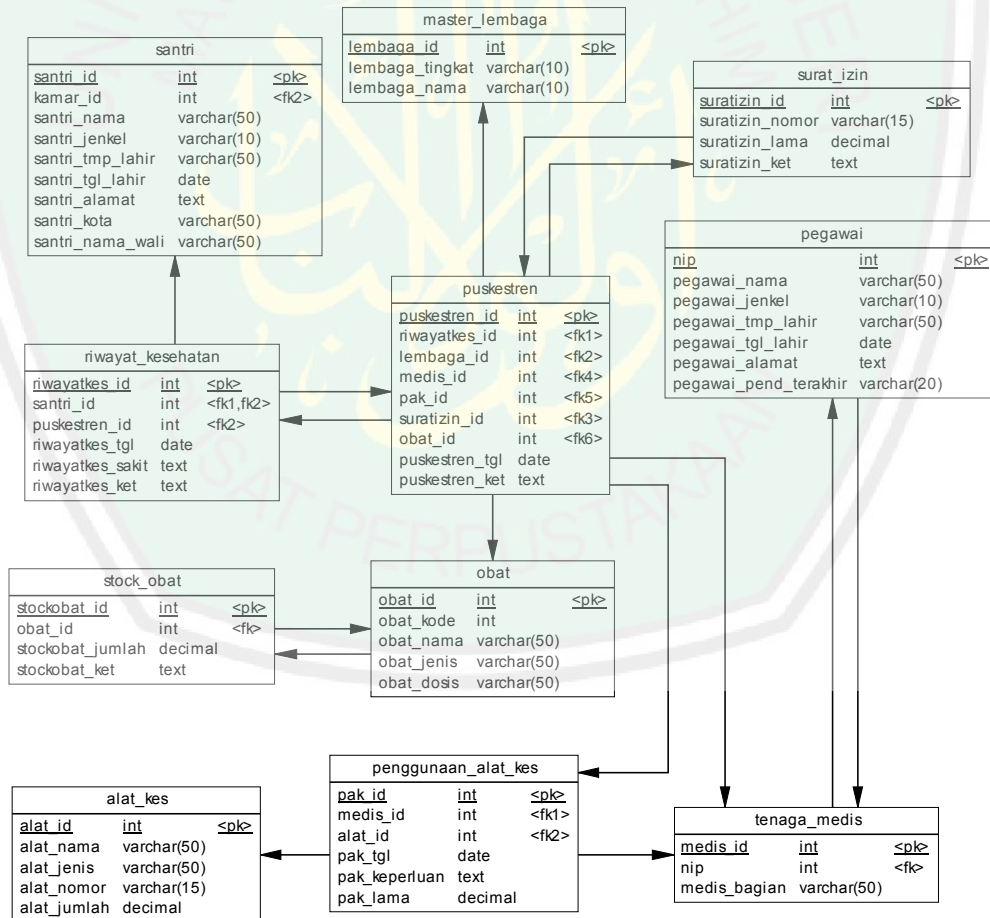 master_lembaga
lembaga_id int <pk>
lembaga_tingkat varchar(10)
lembaga_nama varchar(10)
santri
santri_id int <pk>
kamar_id int <fk2>
santri_nama varchar(50)
santri_jenkel varchar(10)
santri_tmp_lahir varchar(50)
santri_tgl_lahir date
santri_alamat text
santri_kota varchar(50)
santri_nama_wali varchar(50)
surat_izin
suratizin_id int <pk>
suratizin_nomor varchar(15)
suratizin_lama decimal
suratizin_ket text
pegawai
nip int <pk>
pegawai_nama varchar(50)
pegawai_jenkel varchar(10)
pegawai_tmp_lahir varchar(50)
pegawai_tgl_lahir date
pegawai_alamat text
pegawai_pend_terakhir varchar(20)
puskestren
puskestren_id int <pk>
riwayatkes_id int <fk1>
lembaga_id int <fk2>
medis_id int <fk4>
pak_id int <fk5>
suratizin_id int <fk3>
obat_id int <fk6>
puskestren_tgl date
puskestren_ket text
riwayat_kesehatan
riwayatkes_id int <pk>
santri_id int <fk1,fk2>
puskestren_id int <fk2>
riwayatkes_tgl date
riwayatkes_sakit text
riwayatkes_ket text
stock_obat
stockobat_id int <pk>
obat_id int <fk>
stockobat_jumlah decimal
stockobat_ket text
obat
obat_id int <pk>
obat_kode int
obat_nama varchar(50)
obat_jenis varchar(50)
obat_dosis varchar(50)
penggunaan_alat_kes
pak_id int <pk>
medis_id int <fk1>
alat_id int <fk2>
pak_tgl date
pak_keperluan text
pak_lama decimal
alat_kes
alat_id int <pk>
alat_nama varchar(50)
alat_jenis varchar(50)
alat_nomor varchar(15)
alat_jumlah decimal
tenaga_medis
medis_id int <pk>
nip int <fk>
medis_bagian varchar(50)
PUSAT PERPUSTAKAAN